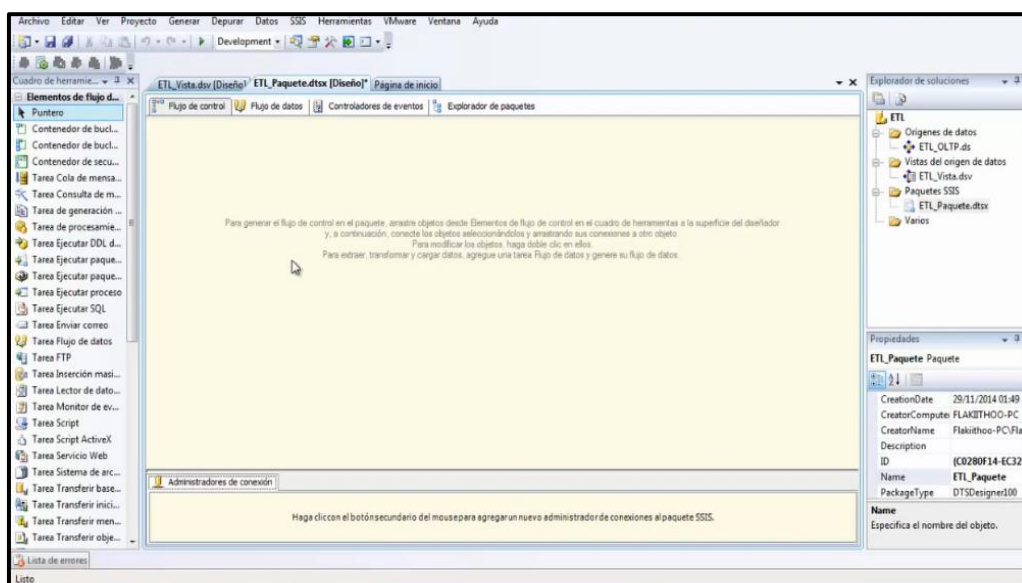 Archivo Editar Ver Proyecto Generar Depurar Datos SSIS Herramientas VMware Ventana Ayuda
Development
Cuadro de herramie...
ETL_Vista.dsv [Diseño] ETL_Paquete.dtsx [Diseño]* Página de inicio
Explorador de soluciones
Elementos de flujo d...
Puntero
Contenedor de bucl...
Contenedor de bucl...
Contenedor de secu...
Tarea Cola de mensa...
Tarea Consulta de m...
Tarea de generación ...
Tarea de procesamie...
Tarea Ejecutar DDL d...
Tarea Ejecutar paque...
Tarea Ejecutar paque...
Tarea Ejecutar proceso
Tarea Ejecutar SQL
Tarea Enviar correo
Tarea Flujo de datos
Tarea FTP
Tarea Inserción masi...
Tarea Lector de dato...
Tarea Monitor de ev...
Tarea Script
Tarea Script ActiveX
Tarea Servicio Web
Tarea Sistema de arc...
Tarea Transferir base...
Tarea Transferir inici...
Tarea Transferir men...
Tarea Transferir obje...
Flujo de control Flujo de datos Controladores de eventos Explorador de paquetes
Para generar el flujo de control en el paquete, arrastre objetos desde Elementos de flujo de control en el cuadro de herramientas a la superficie del diseñador
y, a continuación, conecte los objetos seleccionándolos y arrastrando sus conexiones a otro objeto.
Para modificar los objetos, haga doble clic en ellos.
Para extraer, transformar y cargar datos, agregue una tarea Flujo de datos y genere su flujo de datos.
Administradores de conexión
Haga clic con el botón secundario del mouse para agregar un nuevo administrador de conexiones al paquete SSIS.
ETL
Orígenes de datos
ETL_OLTP.ds
Vistas del origen de datos
ETL_Vista.dsv
Paquetes SSIS
ETL_Paquete.dtsx
Varios
Propiedades
ETL_Paquete Paquete
CreationDate 29/11/2014 01:49
CreatorCompute FLAKIITHOO-PC
CreatorName Flakiithoo-PC\Fla
Description
ID {C0280F14-EC32
Name ETL_Paquete
PackageType DTSDesigner100
Name
Especifica el nombre del objeto.
Lista de errores
Listo